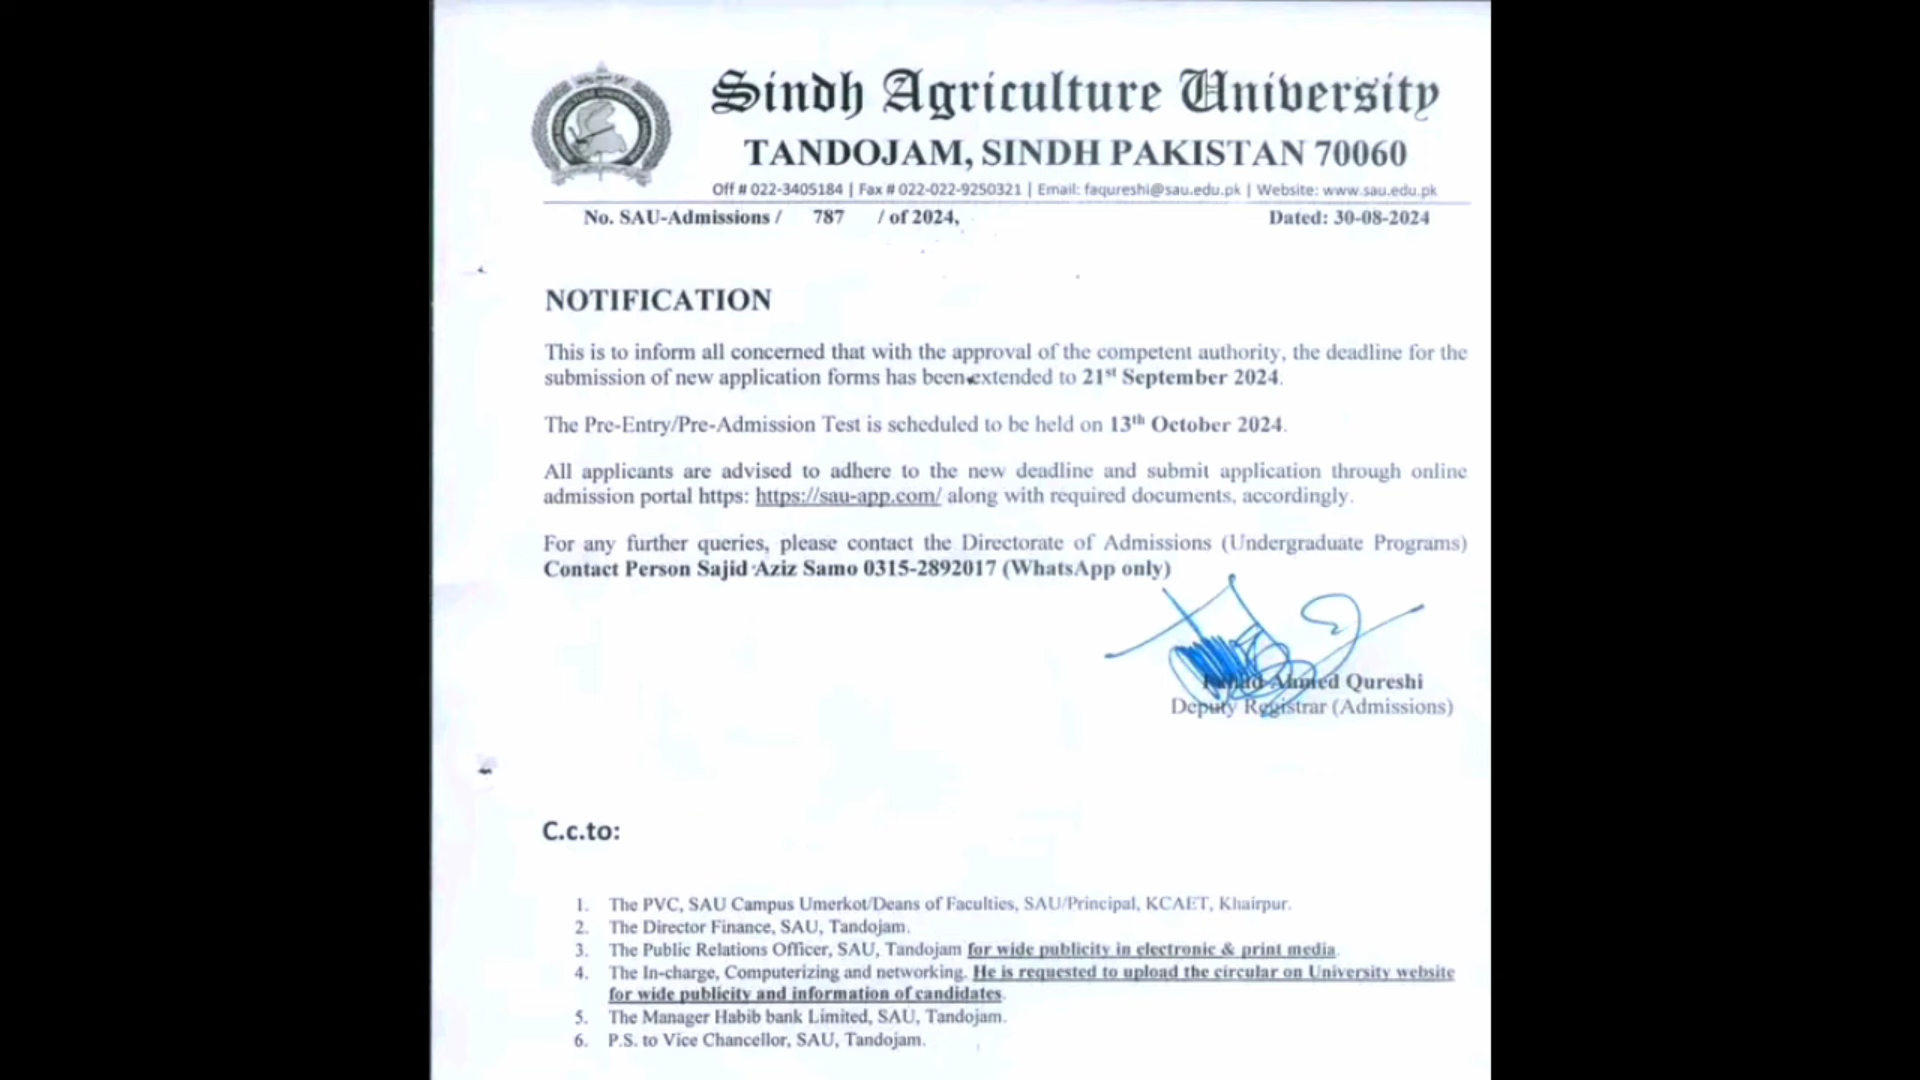 Sindh Agriculture University
TANDOJAM, SINDH PAKISTAN 70060
Off # 022-3405184 | Fax # 022-022-9250321 | Email: faqureshi@sau.edu.pk | Website: www.sau.edu.pk
No. SAU-Admissions / 787 / of 2024, Dated: 30-08-2024
NOTIFICATION
This is to inform all concerned that with the approval of the competent authority, the deadline for the
submission of new application forms has been extended to 21st September 2024.
The Pre-Entry/Pre-Admission Test is scheduled to be held on 13th October 2024.
All applicants are advised to adhere to the new deadline and submit application through online
admission portal https: https://sau-app.com/ along with required documents, accordingly.
For any further queries, please contact the Directorate of Admissions (Undergraduate Programs)
Contact Person Sajid Aziz Samo 0315-2892017 (WhatsApp only)
Ahmed Qureshi
Deputy Registrar (Admissions)
C.c.to:
1. The PVC, SAU Campus Umerkot/Deans of Faculties, SAU/Principal, KCAET, Khairpur.
2. The Director Finance, SAU, Tandojam.
3. The Public Relations Officer, SAU, Tandojam for wide publicity in electronic & print media.
4. The In-charge, Computerizing and networking. He is requested to upload the circular on University website
for wide publicity and information of candidates.
5. The Manager Habib bank Limited, SAU, Tandojam.
6. P.S. to Vice Chancellor, SAU, Tandojam.